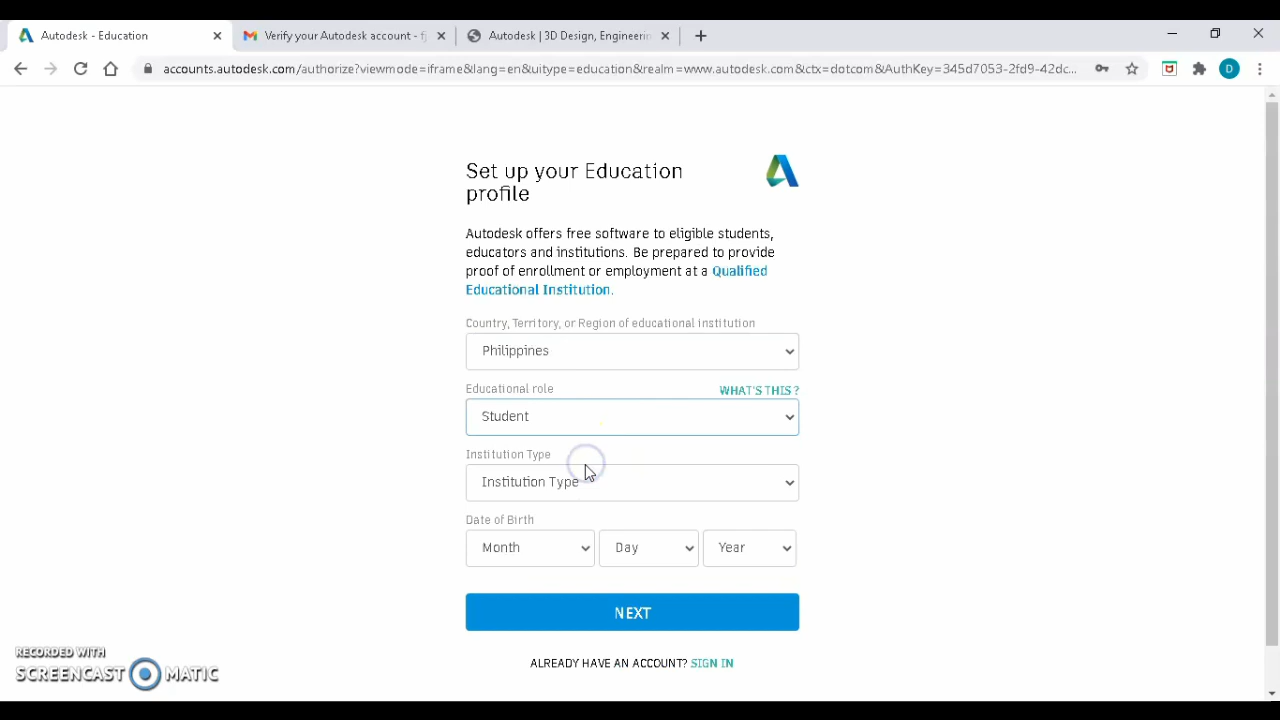 Autodesk - Education
Verify your Autodesk account - f
Autodesk | 3D Design, Engineerin
accounts.autodesk.com/authorize?viewmode=iframe&lang=en&uitype=education&realm=www.autodesk.com&ctx=dotcom&AuthKey=345d7053-2fd9-42dc...
D
Set up your Education
profile
Autodesk offers free software to eligible students,
educators and institutions. Be prepared to provide
proof of enrollment or employment at a Qualified
Educational Institution.
Country, Territory, or Region of educational institution
Philippines
Educational role WHAT'S THIS?
Student
Institution Type
Institution Type
Date of Birth
Month Day Year
NEXT
ALREADY HAVE AN ACCOUNT? SIGN IN
RECORDED WITH
SCREENCAST MATIC